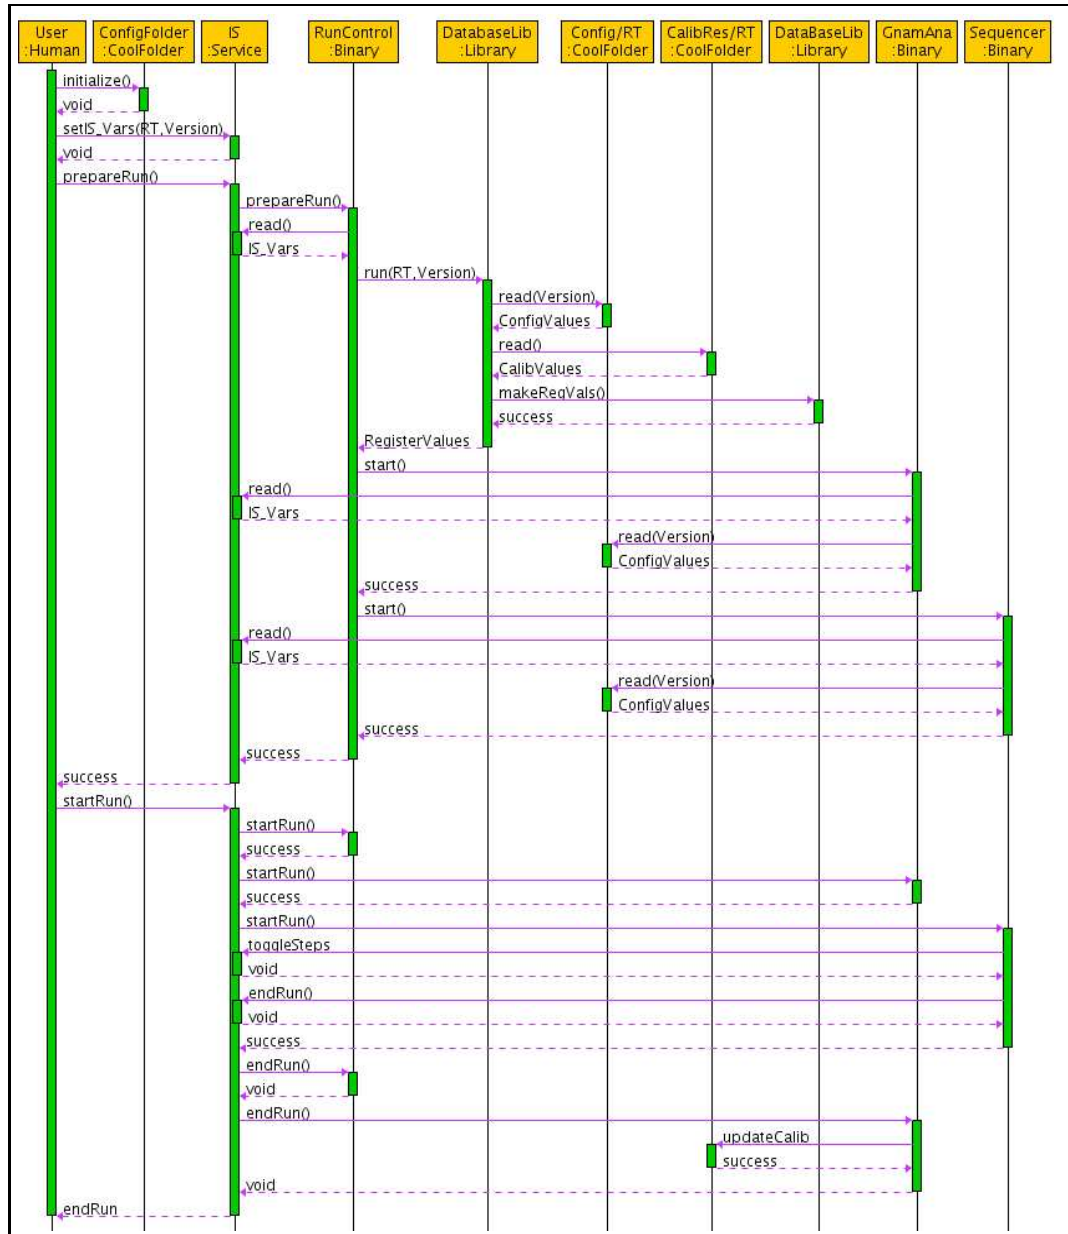 User
:Human
ConfigFolder
:CoolFolder
IS
:Service
RunControl
:Binary
DatabaseLib
:Library
Config/RT
:CoolFolder
CalibRes/RT
:CoolFolder
DataBaseLib
:Library
GnamAna
:Binary
Sequencer
:Binary
initialize()
void
setIS_Vars(RT,Version)
void
prepareRun()
prepareRun()
read()
IS_Vars
run(RT,Version)
read(Version)
ConfigValues
read()
CalibValues
makeRegVals()
success
RegisterValues
start()
read()
IS_Vars
read(Version)
ConfigValues
success
start()
read()
IS_Vars
read(Version)
ConfigValues
success
success
success
startRun()
startRun()
success
startRun()
success
startRun()
toggleSteps
void
endRun()
void
success
endRun()
void
endRun()
updateCalib
success
void
endRun